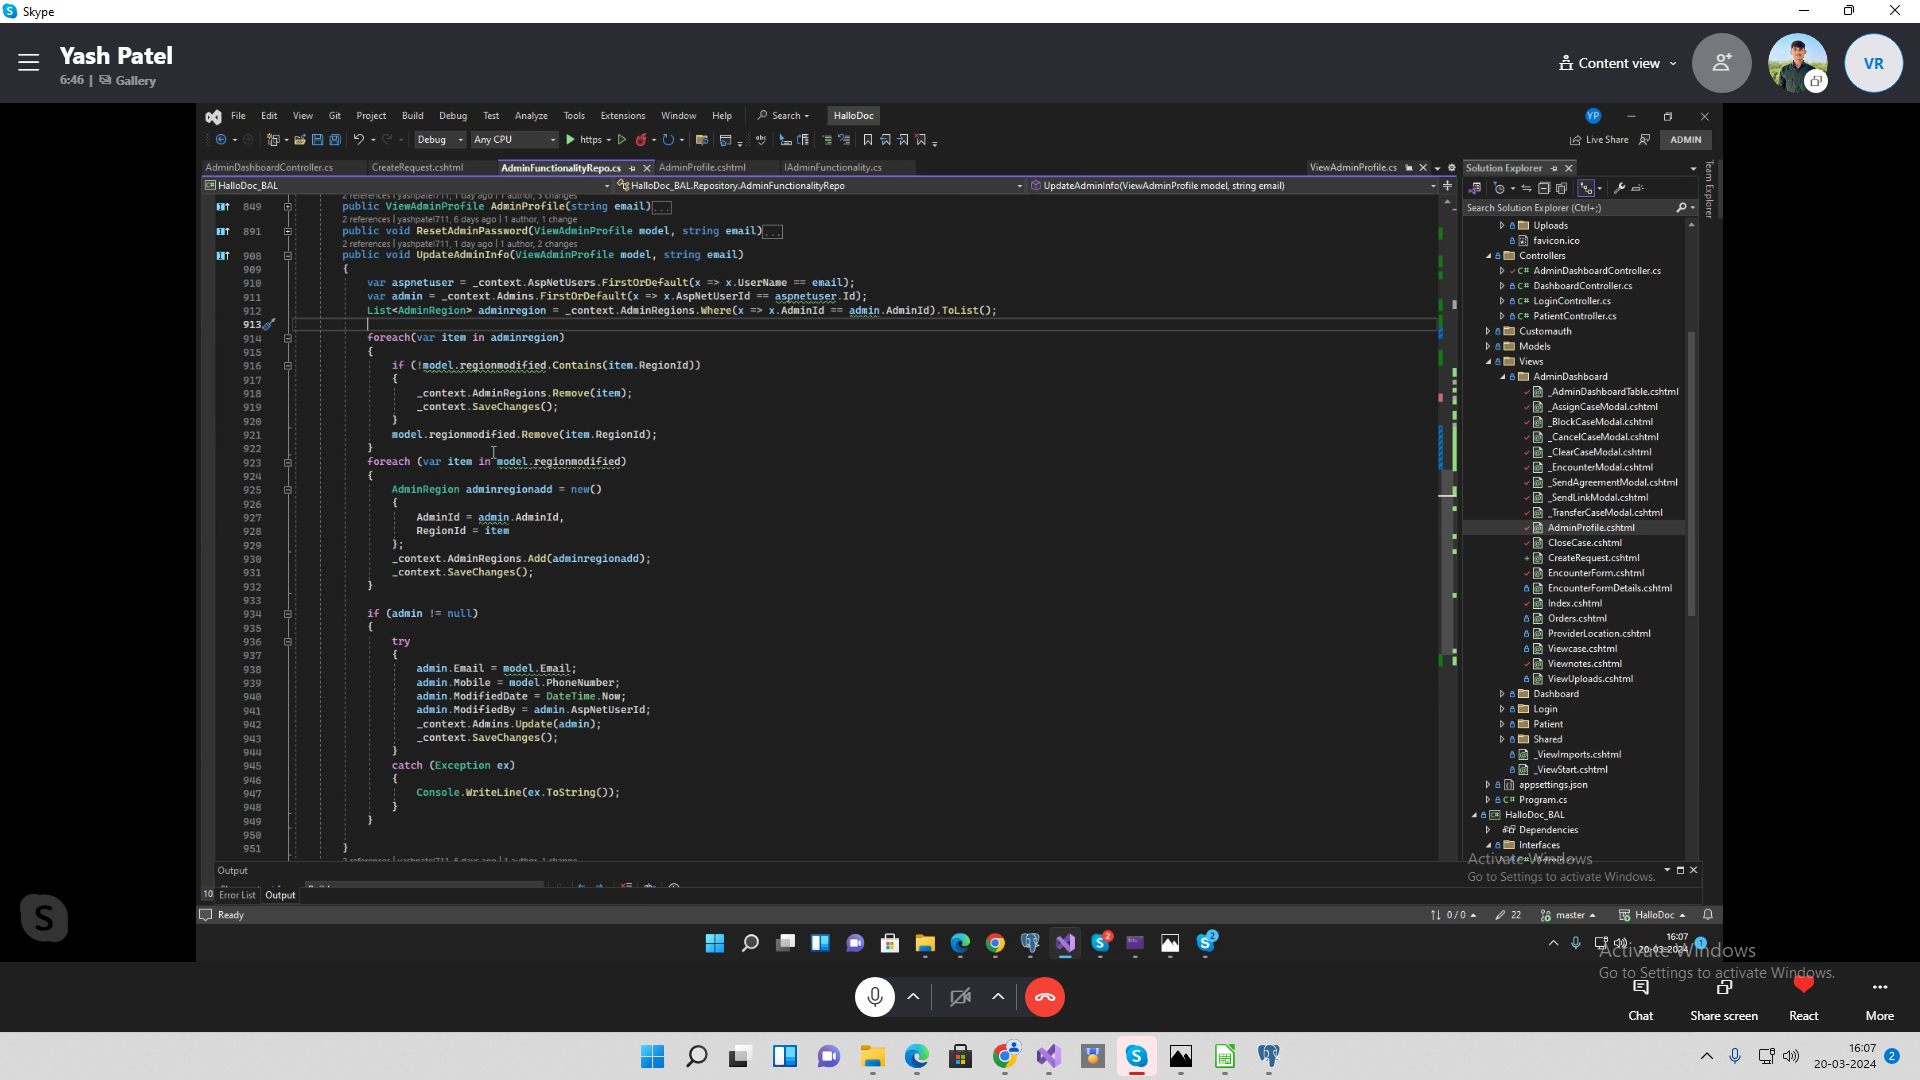 Skype
Yash Patel
6:46 | Gallery
Content view
VR
File Edit View Git Project Build Debug Test Analyze Tools Extensions Window Help Search HalloDoc
YP
Debug Any CPU https Live Share ADMIN
AdminDashboardController.cs CreateRequest.cshtml AdminFunctionalityRepo.cs AdminProfile.cshtml IAdminFunctionality.cs ViewAdminProfile.cs
HalloDoc_BAL HalloDoc_BAL.Repository.AdminFunctionalityRepo UpdateAdminInfo(ViewAdminProfile model, string email)
2 references | yashpatel711, 1 day ago | 1 author, 3 changes
849 public ViewAdminProfile AdminProfile(string email)...
2 references | yashpatel711, 6 days ago | 1 author, 1 change
891 public void ResetAdminPassword(ViewAdminProfile model, string email)...
2 references | yashpatel711, 1 day ago | 1 author, 2 changes
908 public void UpdateAdminInfo(ViewAdminProfile model, string email)
909 {
910 var aspnetuser = _context.AspNetUsers.FirstOrDefault(x => x.UserName == email);
911 var admin = _context.Admins.FirstOrDefault(x => x.AspNetUserId == aspnetuser.Id);
912 List<AdminRegion> adminregion = _context.AdminRegions.Where(x => x.AdminId == admin.AdminId).ToList();
913
914 foreach(var item in adminregion)
915 {
916 if (!model.regionmodified.Contains(item.RegionId))
917 {
918 _context.AdminRegions.Remove(item);
919 _context.SaveChanges();
920 }
921 model.regionmodified.Remove(item.RegionId);
922 }
923 foreach (var item in model.regionmodified)
924 {
925 AdminRegion adminregionadd = new()
926 {
927 AdminId = admin.AdminId,
928 RegionId = item
929 };
930 _context.AdminRegions.Add(adminregionadd);
931 _context.SaveChanges();
932 }
933
934 if (admin != null)
935 {
936 try
937 {
938 admin.Email = model.Email;
939 admin.Mobile = model.PhoneNumber;
940 admin.ModifiedDate = DateTime.Now;
941 admin.ModifiedBy = admin.AspNetUserId;
942 _context.Admins.Update(admin);
943 _context.SaveChanges();
944 }
945 catch (Exception ex)
946 {
947 Console.WriteLine(ex.ToString());
948 }
949 }
950
951 }
2 references | yashpatel711, 6 days ago | 1 author, 1 change
Solution Explorer
Search Solution Explorer (Ctrl+;)
Uploads
favicon.ico
Controllers
C# AdminDashboardController.cs
C# DashboardController.cs
C# LoginController.cs
C# PatientController.cs
Customauth
Models
Views
AdminDashboard
_AdminDashboardTable.cshtml
_AssignCaseModal.cshtml
_BlockCaseModal.cshtml
_CancelCaseModal.cshtml
_ClearCaseModal.cshtml
_EncounterModal.cshtml
_SendAgreementModal.cshtml
_SendLinkModal.cshtml
_TransferCaseModal.cshtml
AdminProfile.cshtml
CloseCase.cshtml
CreateRequest.cshtml
EncounterForm.cshtml
EncounterFormDetails.cshtml
Index.cshtml
Orders.cshtml
ProviderLocation.cshtml
Viewcase.cshtml
Viewnotes.cshtml
ViewUploads.cshtml
Dashboard
Login
Patient
Shared
_ViewImports.cshtml
_ViewStart.cshtml
appsettings.json
C# Program.cs
HalloDoc_BAL
Dependencies
Interfaces
Team Explorer
Activate Windows
Go to Settings to activate Windows.
Output
10 Error List Output
Ready 0 / 0 22 master HalloDoc
2
2
16:07
20-03-2024
1
Activate Windows
Go to Settings to activate Windows.
S
Chat Share screen React More
16:07
20-03-2024
2